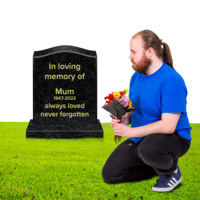 In loving
memory of
Mum
1947-2022
always loved
never forgotten